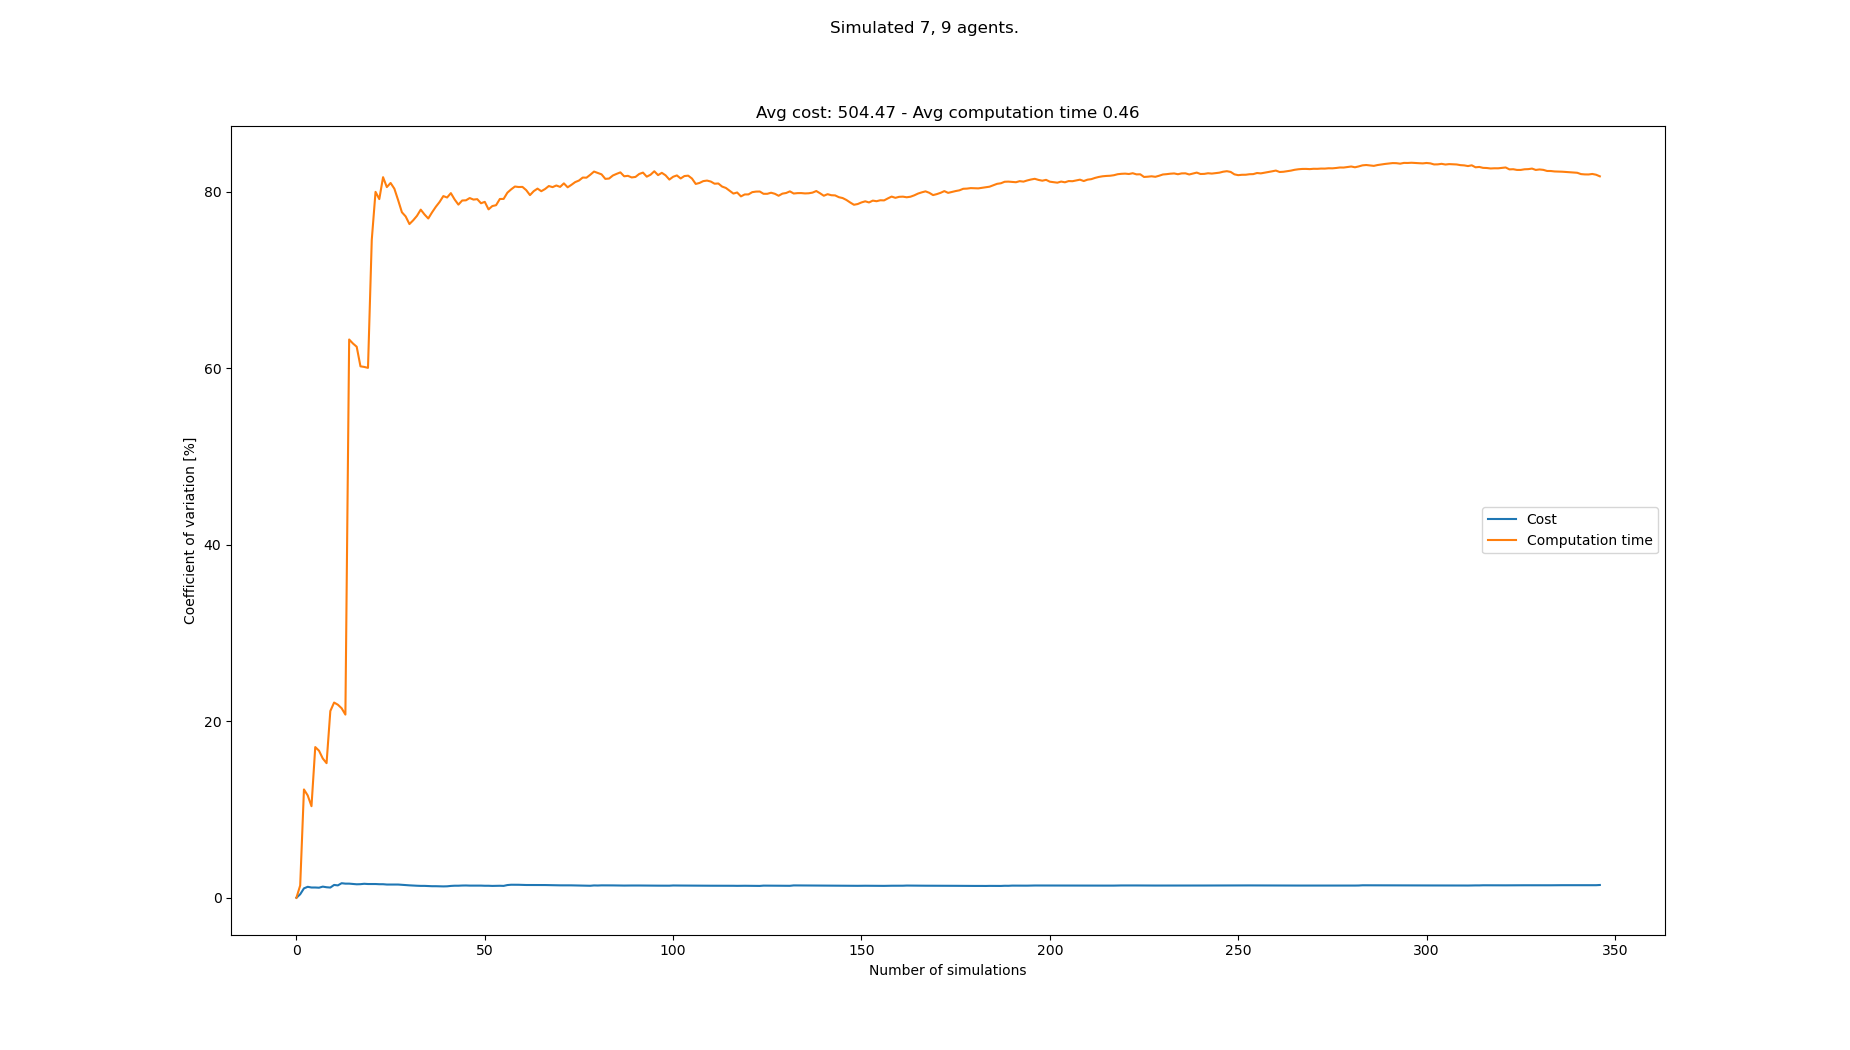 Simulated 7, 9 agents.
Avg cost: 504.47 - Avg computation time 0.46
Coefficient of variation [%]
80
60
40
20
0
Cost
Computation time
0 50 100 150 200 250 300 350
Number of simulations